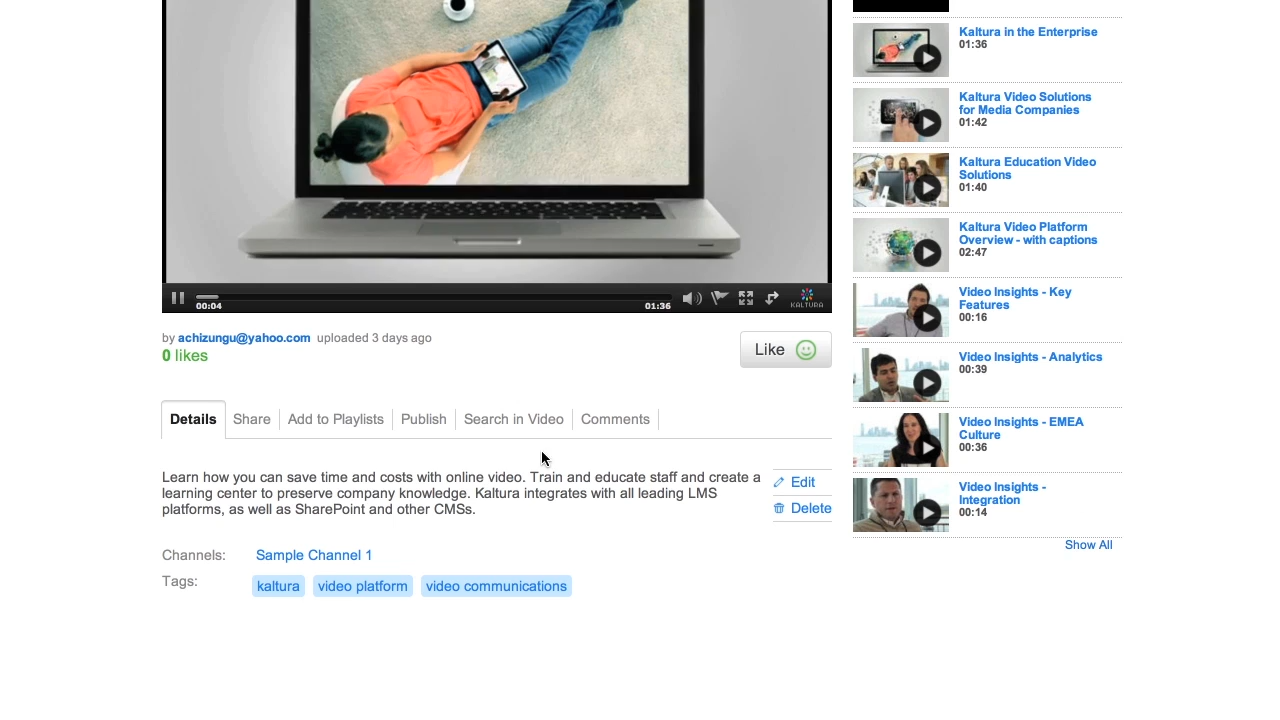 Kaltura in the Enterprise
01:36
Kaltura Video Solutions
for Media Companies
01:42
Kaltura Education Video
Solutions
01:40
Kaltura Video Platform
Overview - with captions
02:47
Video Insights - Key
Features
00:16
Video Insights - Analytics
00:39
Video Insights - EMEA
Culture
00:36
Video Insights -
Integration
00:14
Show All
00:04
01:36
KALTURA
by achizungu@yahoo.com uploaded 3 days ago
0 likes
Like
Details Share Add to Playlists Publish Search in Video Comments
Learn how you can save time and costs with online video. Train and educate staff and create a
learning center to preserve company knowledge. Kaltura integrates with all leading LMS
platforms, as well as SharePoint and other CMSs.
Edit
Delete
Channels: Sample Channel 1
Tags: kaltura video platform video communications